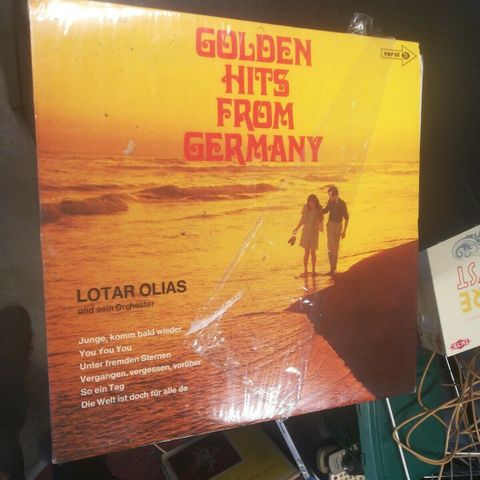 GOLDEN
HITS
FROM
GERMANY
coral
LOTAR OLIAS
und sein Orchester
Junge, komm bald wieder
You You You
Unter fremden Sternen
Vergangen, vergessen, vorüber
So ein Tag
Die Welt ist doch für alle da